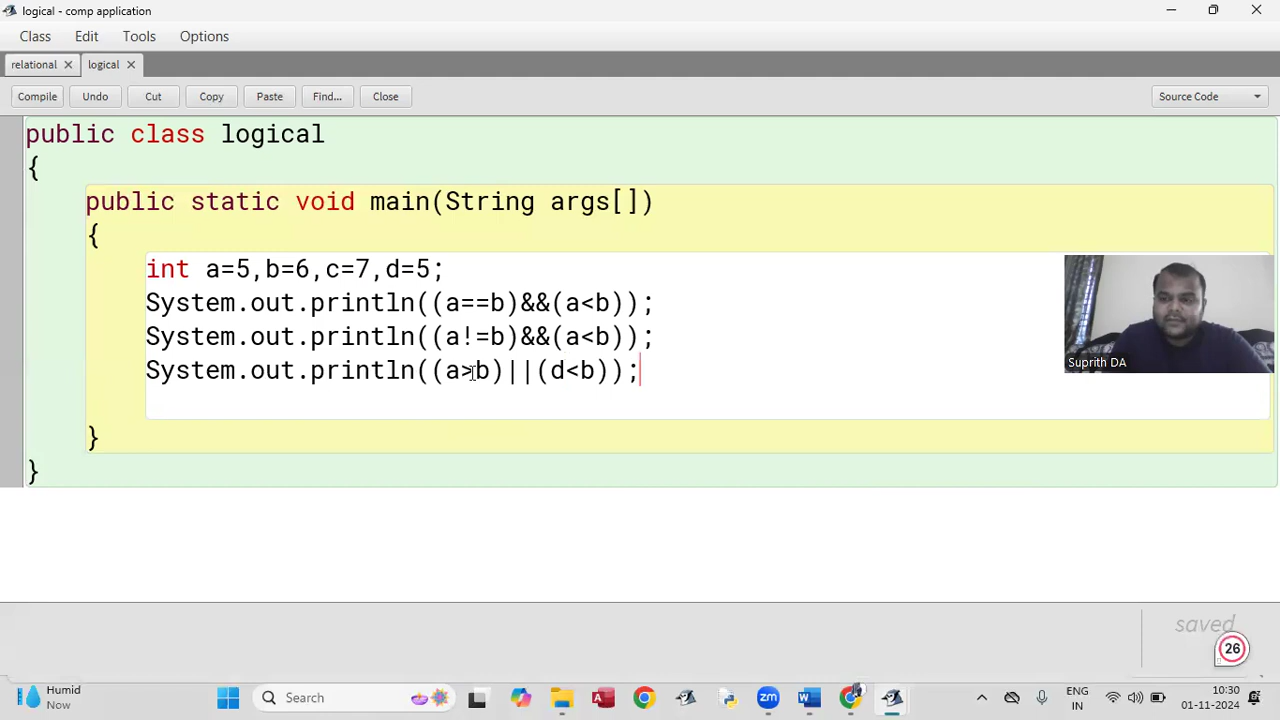 logical - comp application
Class Edit Tools Options
relational × logical ×
Compile Undo Cut Copy Paste Find... Close Source Code
public class logical
{
public static void main(String args[])
{
int a=5,b=6,c=7,d=5;
System.out.println((a==b)&&(a<b));
System.out.println((a!=b)&&(a<b));
System.out.println((a>b)||(d<b));
}
}
Suprith DA
saved
26
Humid
Now
Search
ENG
IN
10:30
01-11-2024